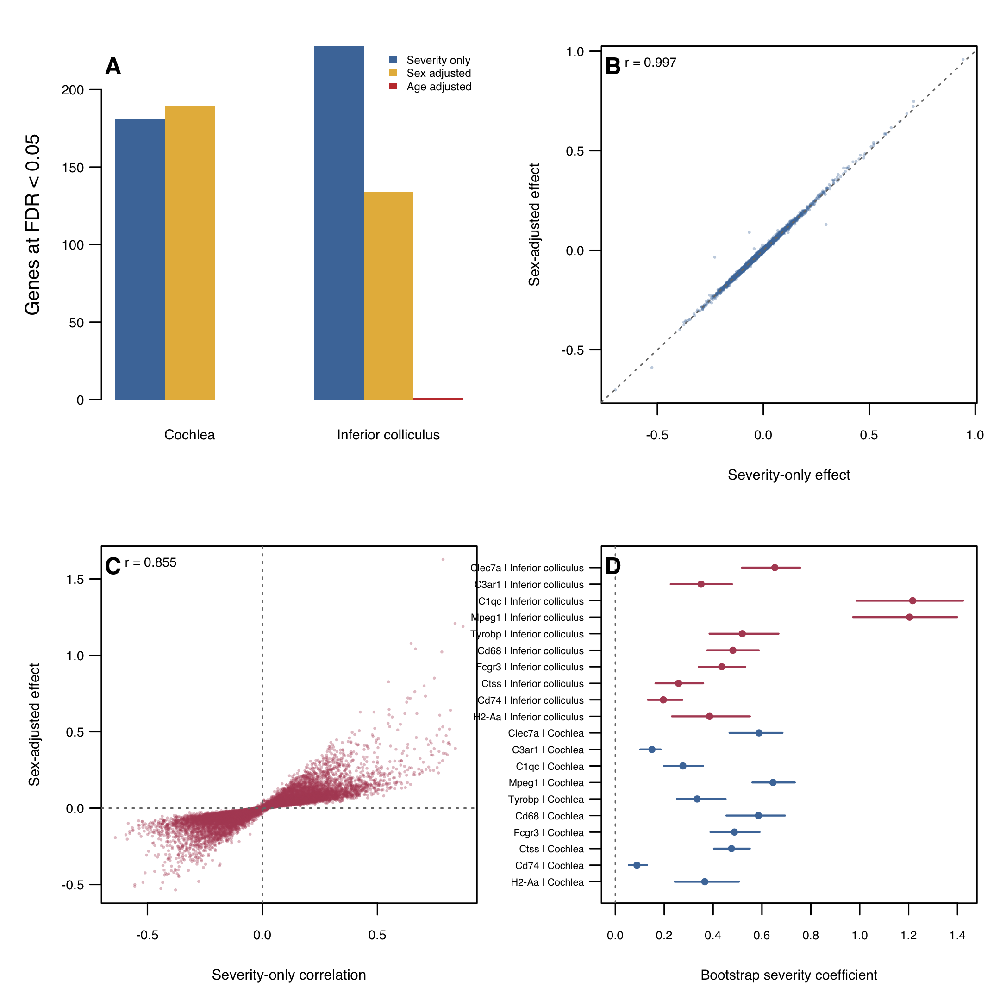 A
Severity only
Sex adjusted
Age adjusted
Genes at FDR < 0.05
200
150
100
50
0
Cochlea
Inferior colliculus
B r = 0.997
Sex-adjusted effect
1.0
0.5
0.0
-0.5
-0.5 0.0 0.5 1.0
Severity-only effect
C r = 0.855
Sex-adjusted effect
1.5
1.0
0.5
0.0
-0.5
-0.5 0.0 0.5
Severity-only correlation
D
Clec7a | Inferior colliculus
C3ar1 | Inferior colliculus
C1qc | Inferior colliculus
Mpeg1 | Inferior colliculus
Tyrobp | Inferior colliculus
Cd68 | Inferior colliculus
Fcgr3 | Inferior colliculus
Ctss | Inferior colliculus
Cd74 | Inferior colliculus
H2-Aa | Inferior colliculus
Clec7a | Cochlea
C3ar1 | Cochlea
C1qc | Cochlea
Mpeg1 | Cochlea
Tyrobp | Cochlea
Cd68 | Cochlea
Fcgr3 | Cochlea
Ctss | Cochlea
Cd74 | Cochlea
H2-Aa | Cochlea
0.0 0.2 0.4 0.6 0.8 1.0 1.2 1.4
Bootstrap severity coefficient